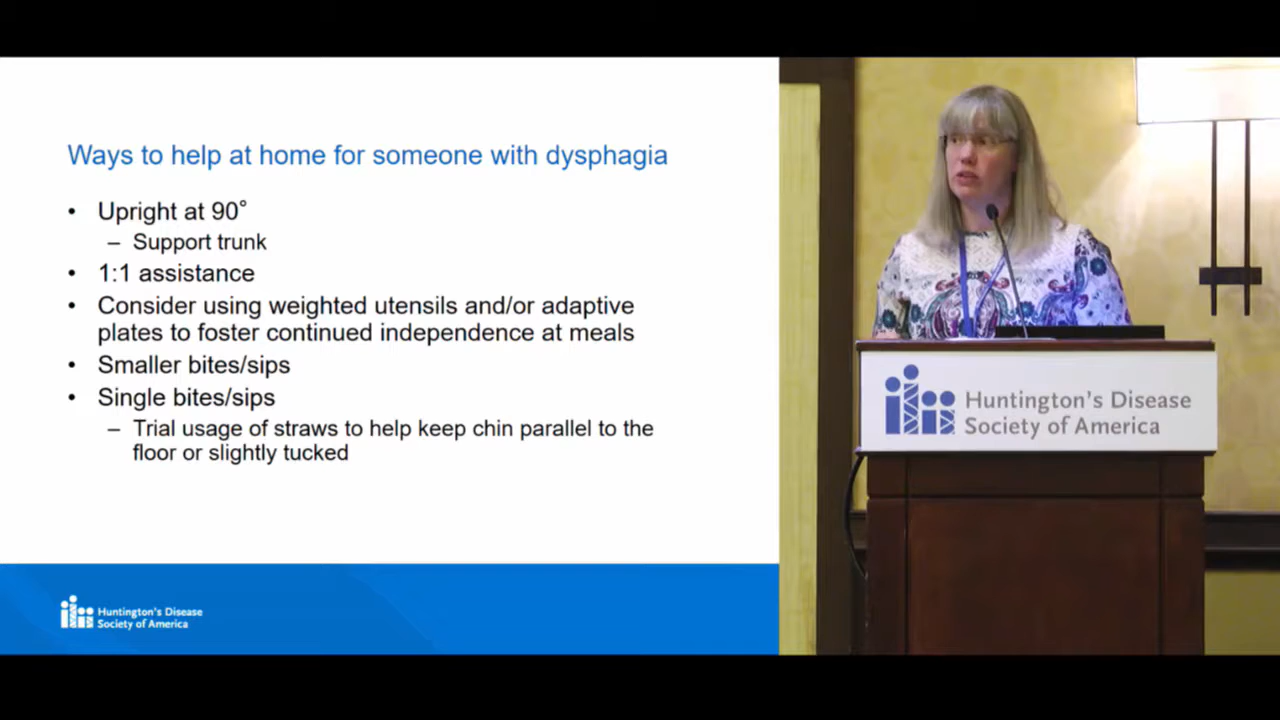 Ways to help at home for someone with dysphagia
• Upright at 90°
– Support trunk
• 1:1 assistance
• Consider using weighted utensils and/or adaptive
plates to foster continued independence at meals
• Smaller bites/sips
• Single bites/sips
– Trial usage of straws to help keep chin parallel to the
floor or slightly tucked
Huntington's Disease
Society of America
Huntington's Disease
Society of America